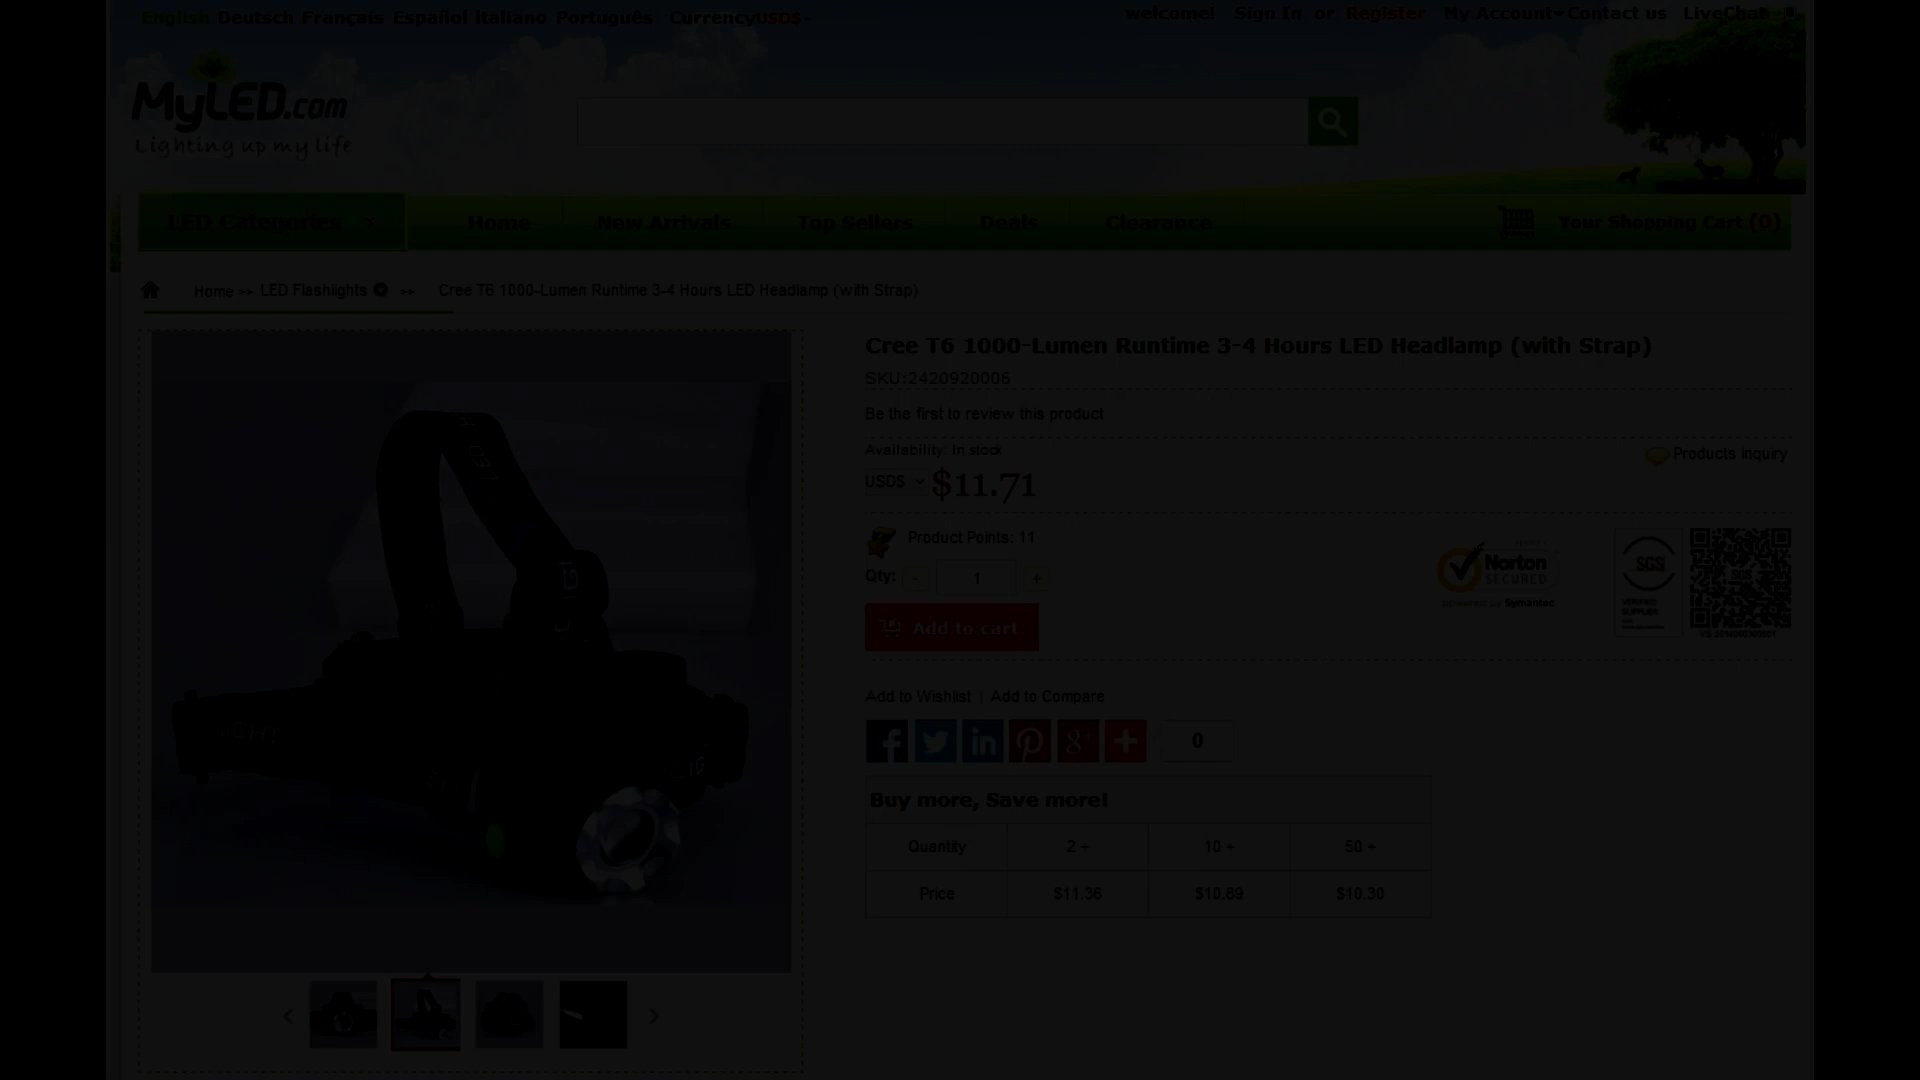 English Deutsch Français Español Italiano Português Currency USD$
welcome! Sign In or Register My Account Contact us LiveChat
MyLED.com
Lighting up my life
LED Categories Home New Arrivals Top Sellers Deals Clearance Your Shopping Cart (0)
Home LED Flashlights Cree T6 1000-Lumen Runtime 3-4 Hours LED Headlamp (with Strap)
Cree T6 1000-Lumen Runtime 3-4 Hours LED Headlamp (with Strap)
SKU:2420920006
Be the first to review this product
Availability: In stock
Products Inquiry
USD$ $11.71
Product Points: 11
Qty: - 1 +
Add to cart
Norton
SECURED
powered by Symantec
SGS
VERIFIED
SUPPLIER
Add to Wishlist | Add to Compare
0
Buy more, Save more!
Quantity 2 + 10 + 50 +
Price $11.36 $10.89 $10.30